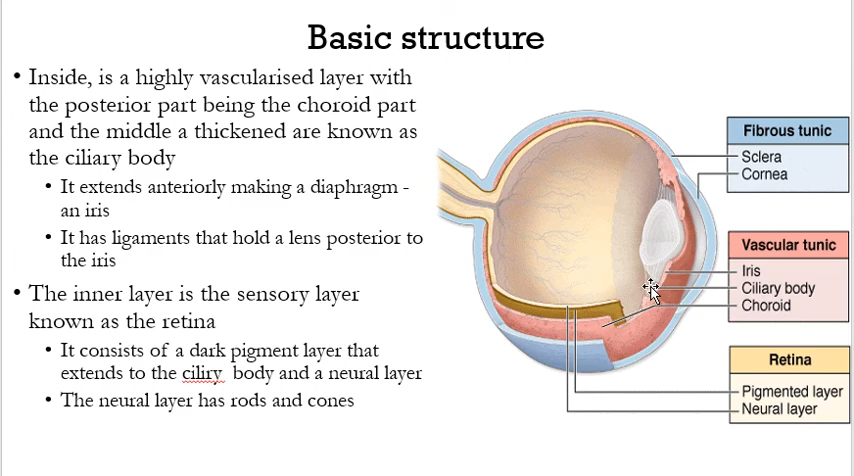 Basic structure
• Inside, is a highly vascularised layer with
the posterior part being the choroid part
and the middle a thickened are known as
the ciliary body
• It extends anteriorly making a diaphragm -
an iris
• It has ligaments that hold a lens posterior to
the iris
• The inner layer is the sensory layer
known as the retina
• It consists of a dark pigment layer that
extends to the ciliry body and a neural layer
• The neural layer has rods and cones
Fibrous tunic
Sclera
Cornea
Vascular tunic
Iris
Ciliary body
Choroid
Retina
Pigmented layer
Neural layer